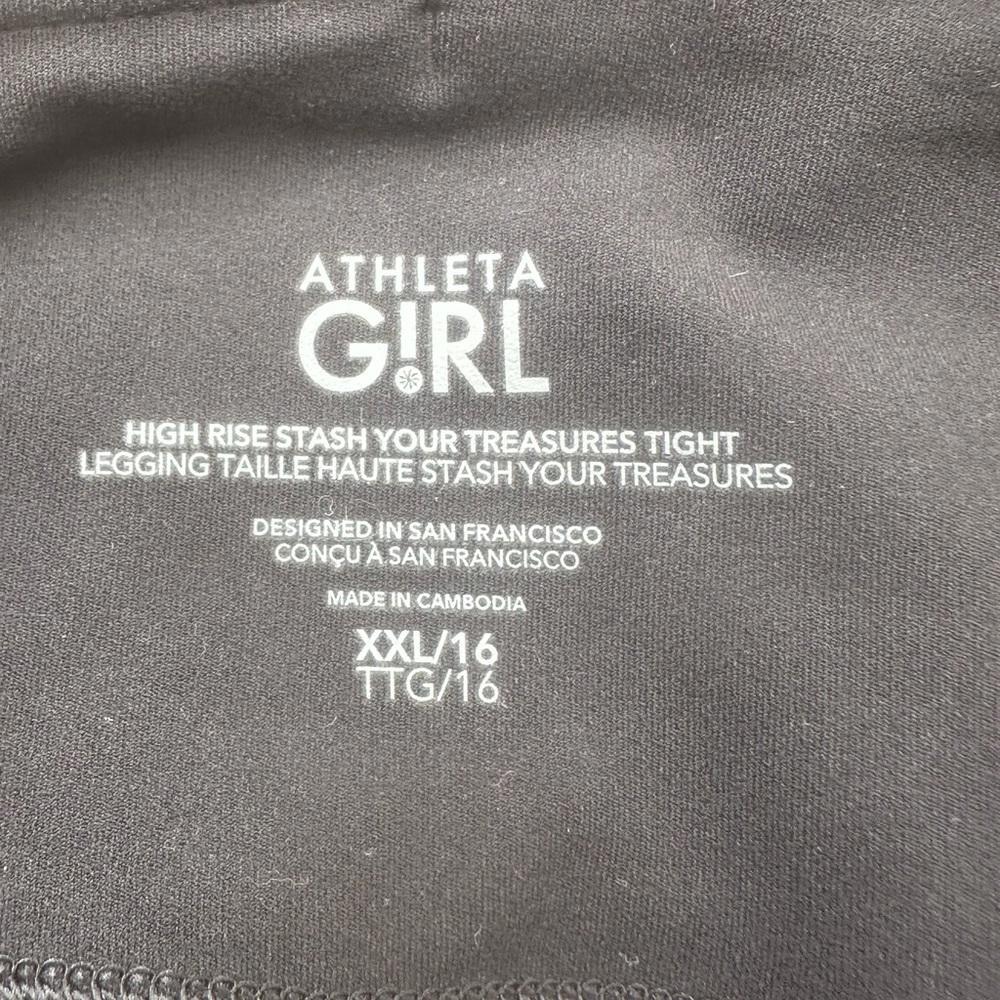 ATHLETA
G!RL
HIGH RISE STASH YOUR TREASURES TIGHT
LEGGING TAILLE HAUTE STASH YOUR TREASURES
DESIGNED IN SAN FRANCISCO
CONÇU À SAN FRANCISCO
MADE IN CAMBODIA
XXL/16
TTG/16